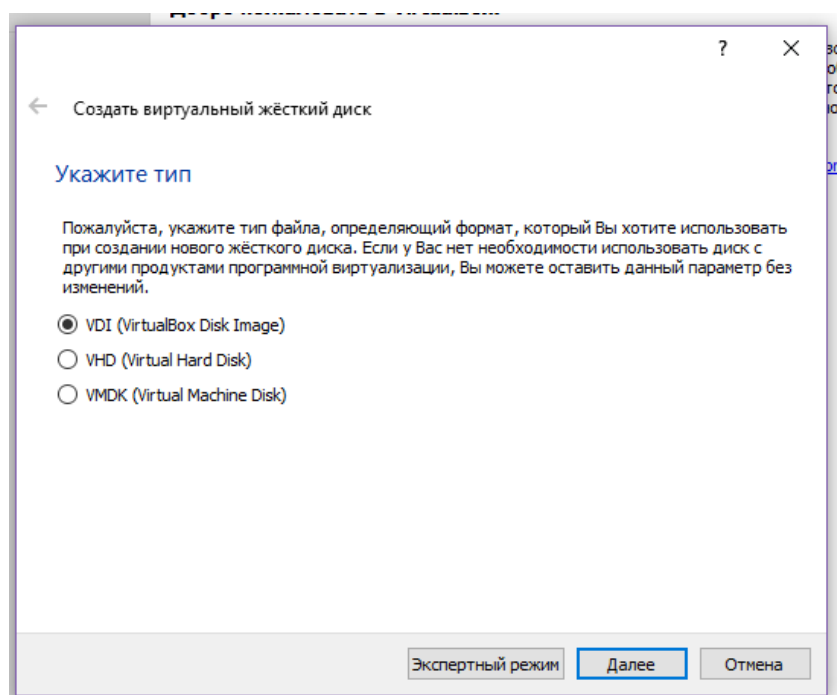 ?
Создать виртуальный жёсткий диск
Укажите тип
Пожалуйста, укажите тип файла, определяющий формат, который Вы хотите использовать
при создании нового жёсткого диска. Если у Вас нет необходимости использовать диск с
другими продуктами программной виртуализации, Вы можете оставить данный параметр без
изменений.
VDI (VirtualBox Disk Image)
VHD (Virtual Hard Disk)
VMDK (Virtual Machine Disk)
Экспертный режим Далее Отмена